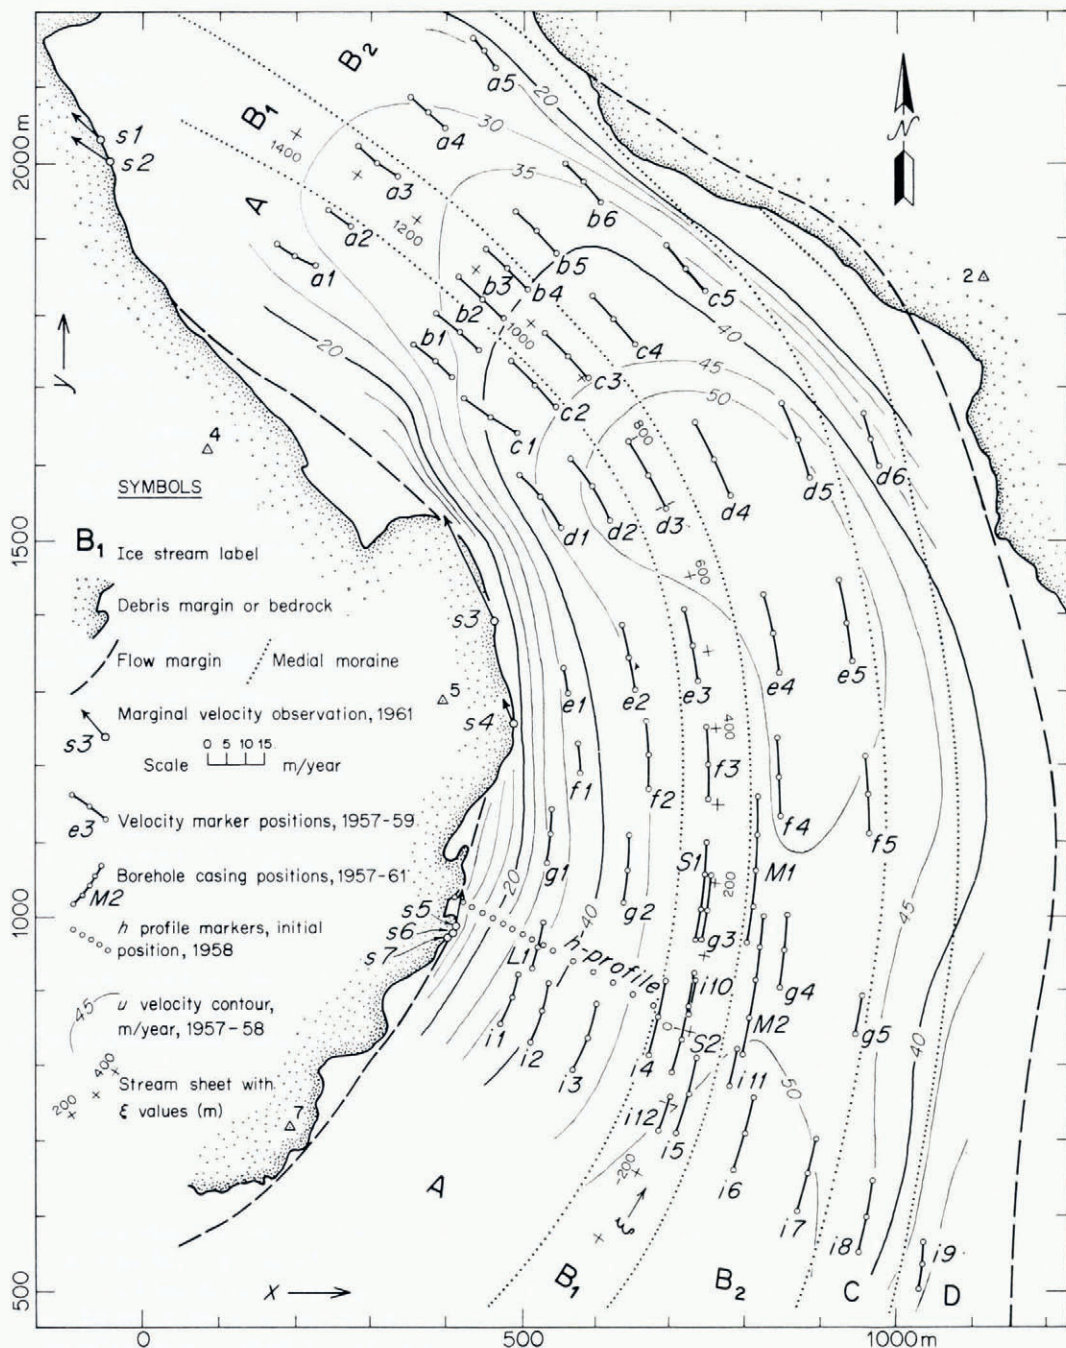 B2
a5
20
N
s1
s2
B1
1400
a4
30
2000 m
a3
35
A
1200
a2
b6
a1
b5
c5
2
b3
b4
b2
1000
40
y
20
b1
c4
45
c3
c2
50
4
c1
800
d5
d6
SYMBOLS
d4
d3
d2
d1
1500
B1 Ice stream label
600
Debris margin or bedrock
s3
Flow margin
Medial moraine
e5
e4
e3
e2
e1
5
Marginal velocity observation, 1961
s3
s4
400
Scale 0 5 10 15 m/year
f3
f1
f2
f4
e3 Velocity marker positions, 1957-59
f5
S1
M1
g1
200
Borehole casing positions, 1957-61
M2
20
g2
45
1000
s5
s6
40
g3
h profile markers, initial
position, 1958
s7
L1
h-profile
i10
g4
u velocity contour,
m/year, 1957-58
45
i1
i2
0
S2
M2
g5
40
i3
i4
i11
400
200
Stream sheet with
ξ values (m)
7
i12
i5
50
-200
i6
A
ξ
i7
i8
i9
B1
B2
C
D
500
x
0
500
1000 m